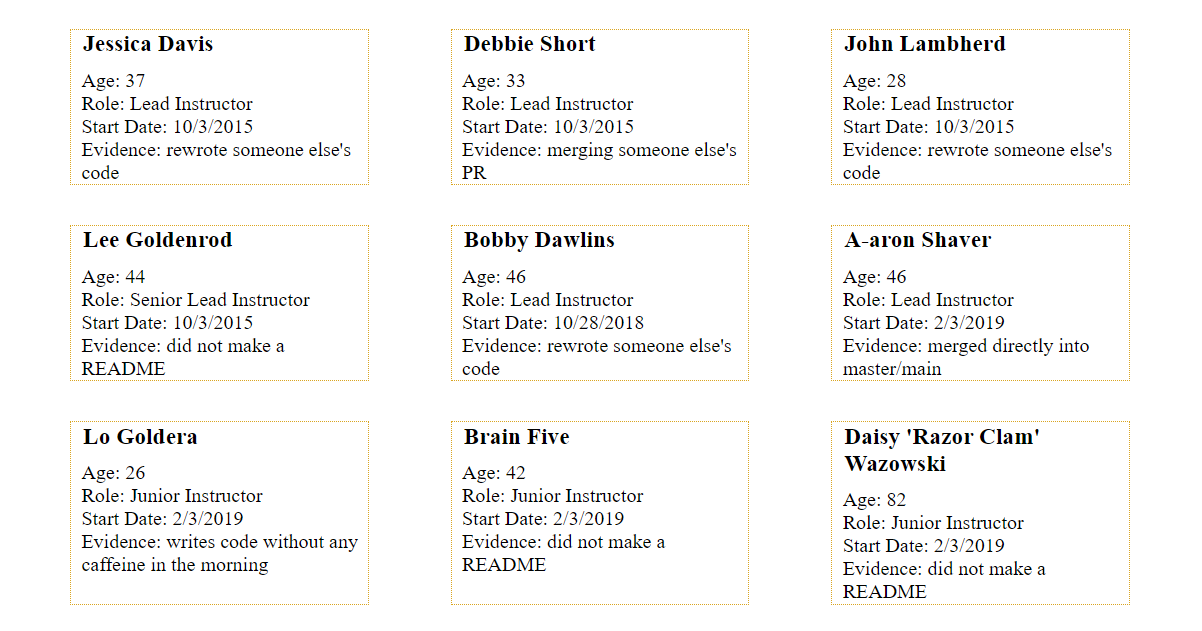 Jessica Davis
Age: 37
Role: Lead Instructor
Start Date: 10/3/2015
Evidence: rewrote someone else's
code
Debbie Short
Age: 33
Role: Lead Instructor
Start Date: 10/3/2015
Evidence: merging someone else's
PR
John Lambherd
Age: 28
Role: Lead Instructor
Start Date: 10/3/2015
Evidence: rewrote someone else's
code
Lee Goldenrod
Age: 44
Role: Senior Lead Instructor
Start Date: 10/3/2015
Evidence: did not make a
README
Bobby Dawlins
Age: 46
Role: Lead Instructor
Start Date: 10/28/2018
Evidence: rewrote someone else's
code
A-aron Shaver
Age: 46
Role: Lead Instructor
Start Date: 2/3/2019
Evidence: merged directly into
master/main
Lo Goldera
Age: 26
Role: Junior Instructor
Start Date: 2/3/2019
Evidence: writes code without any
caffeine in the morning
Brain Five
Age: 42
Role: Junior Instructor
Start Date: 2/3/2019
Evidence: did not make a
README
Daisy 'Razor Clam'
Wazowski
Age: 82
Role: Junior Instructor
Start Date: 2/3/2019
Evidence: did not make a
README